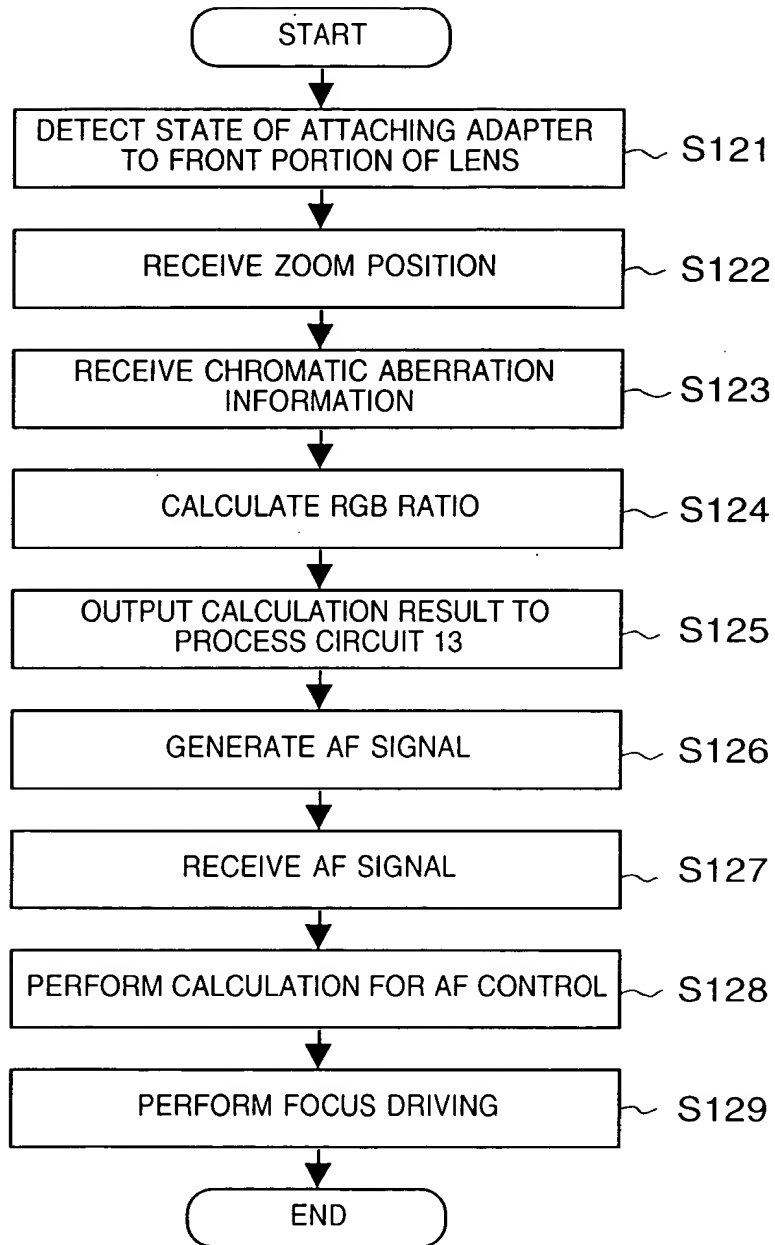 START
DETECT STATE OF ATTACHING ADAPTER
TO FRONT PORTION OF LENS
S121
RECEIVE ZOOM POSITION
S122
RECEIVE CHROMATIC ABERRATION
INFORMATION
S123
CALCULATE RGB RATIO
S124
OUTPUT CALCULATION RESULT TO
PROCESS CIRCUIT 13
S125
GENERATE AF SIGNAL
S126
RECEIVE AF SIGNAL
S127
PERFORM CALCULATION FOR AF CONTROL
S128
PERFORM FOCUS DRIVING
S129
END